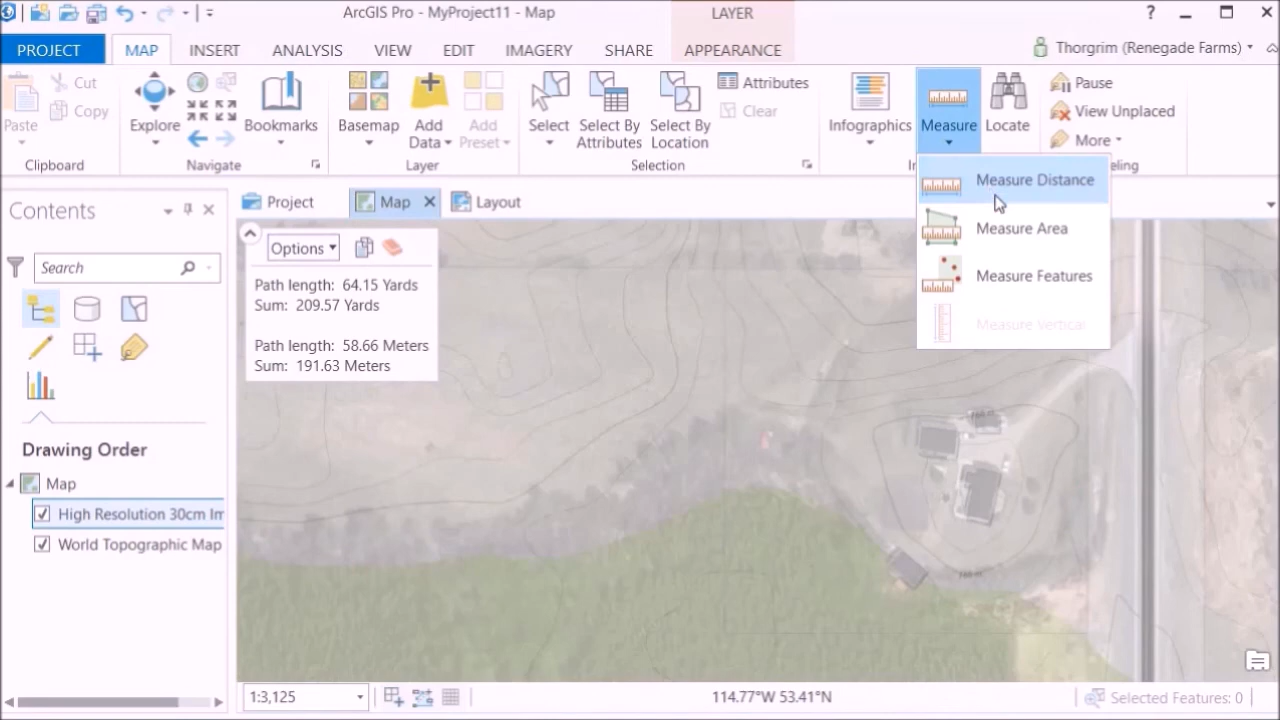 ArcGIS Pro - MyProject11 - Map
LAYER
?
PROJECT
MAP
INSERT
ANALYSIS
VIEW
EDIT
IMAGERY
SHARE
APPEARANCE
Thorgrim (Renegade Farms)
Paste
Cut
Copy
Clipboard
Explore
Bookmarks
Navigate
Basemap
Add
Data
Add
Preset
Layer
Select
Select By
Attributes
Select By
Location
Attributes
Clear
Selection
Infographics
Measure
Locate
Pause
View Unplaced
More
Measure Distance
Measure Area
Measure Features
Measure Vertical
Contents
Search
Drawing Order
Map
High Resolution 30cm Im
World Topographic Map
Project
Map
Layout
Options
Path length: 64.15 Yards
Sum: 209.57 Yards
Path length: 58.66 Meters
Sum: 191.63 Meters
1:3,125
114.77°W 53.41°N
Selected Features: 0